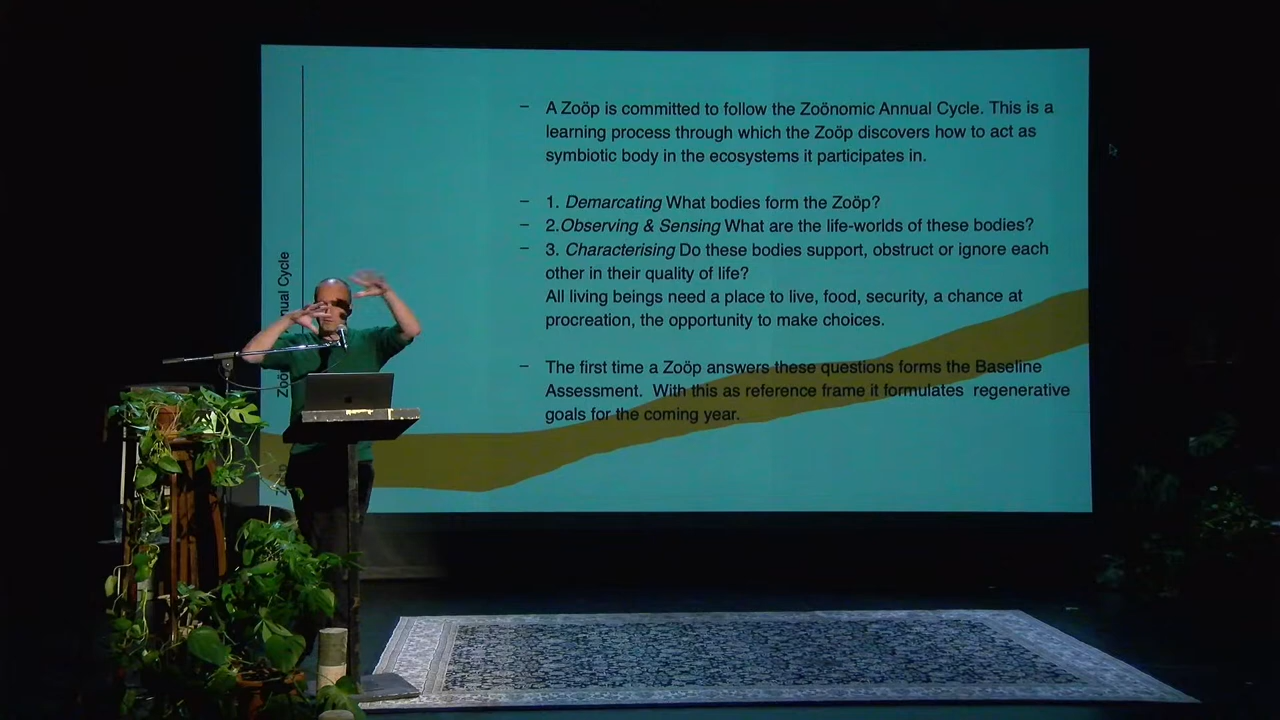 – A Zoöp is committed to follow the Zoönomic Annual Cycle. This is a
learning process through which the Zoöp discovers how to act as
symbiotic body in the ecosystems it participates in.
– 1. Demarcating What bodies form the Zoöp?
– 2.Observing & Sensing What are the life-worlds of these bodies?
– 3. Characterising Do these bodies support, obstruct or ignore each
other in their quality of life?
All living beings need a place to live, food, security, a chance at
procreation, the opportunity to make choices.
– The first time a Zoöp answers these questions forms the Baseline
Assessment. With this as reference frame it formulates regenerative
goals for the coming year.
Cycle